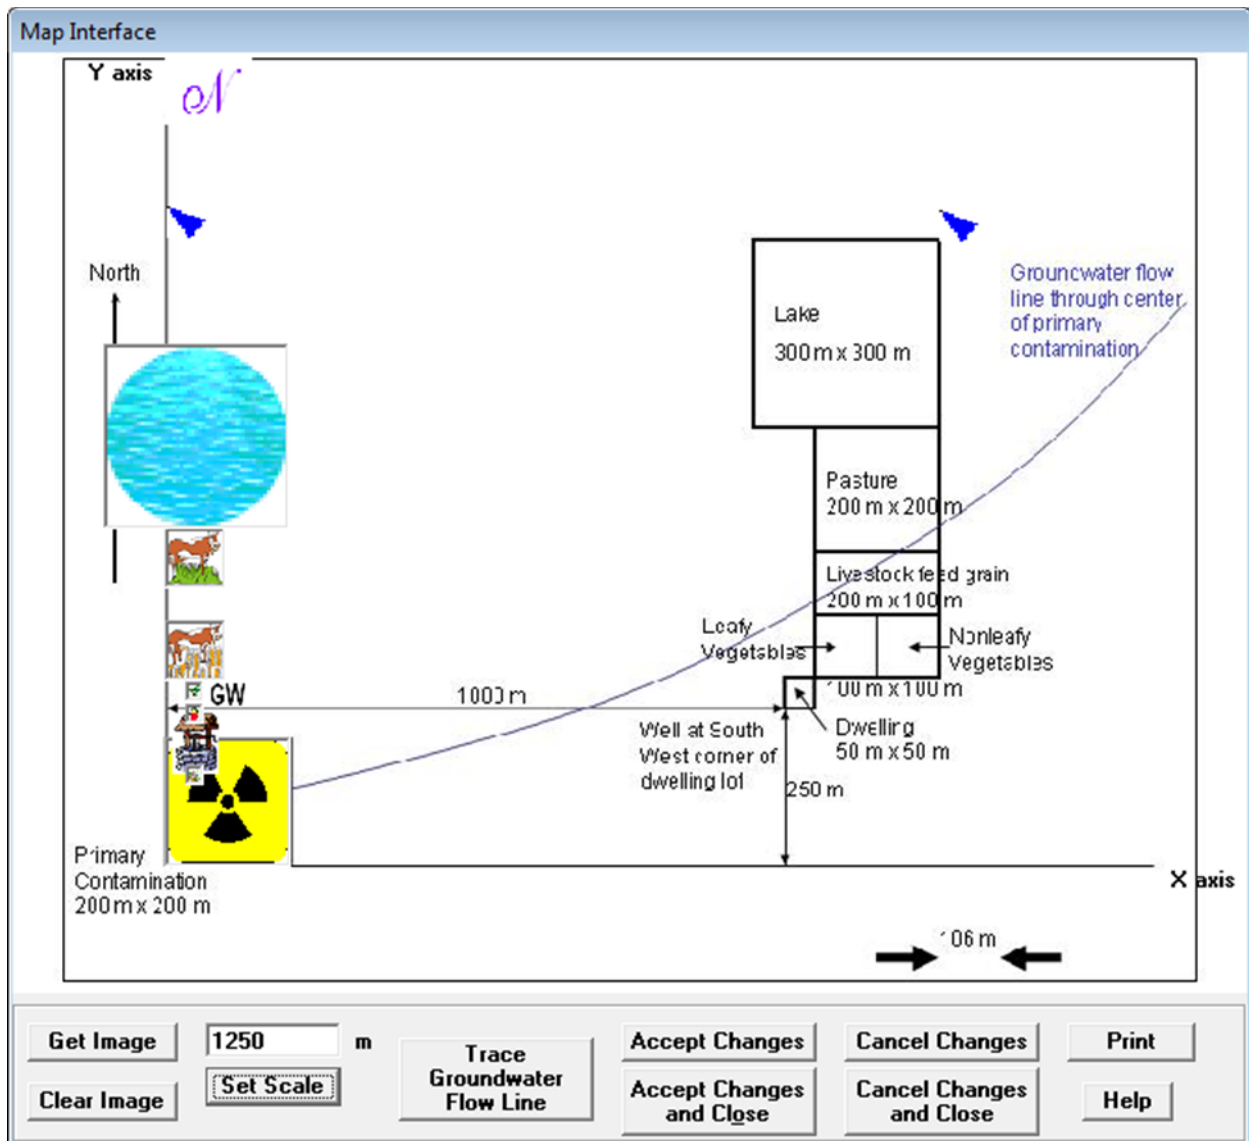 Map Interface
Y axis
N
North
Lake
300 m x 300 m
Groundwater flow
line through center
of primary
contamination
Pasture
200 m x 200 m
Livestock feed grain
200 m x 100 m
Leafy
Vegetables
Nonleafy
Vegetables
100 m x 100 m
GW
1000 m
Well at South
West corner of
dwelling lot
Dwelling
50 m x 50 m
250 m
Primary
Contamination
200 m x 200 m
X axis
106 m
Get Image
1250
m
Set Scale
Clear Image
Trace
Groundwater
Flow Line
Accept Changes
Accept Changes
and Close
Cancel Changes
Cancel Changes
and Close
Print
Help